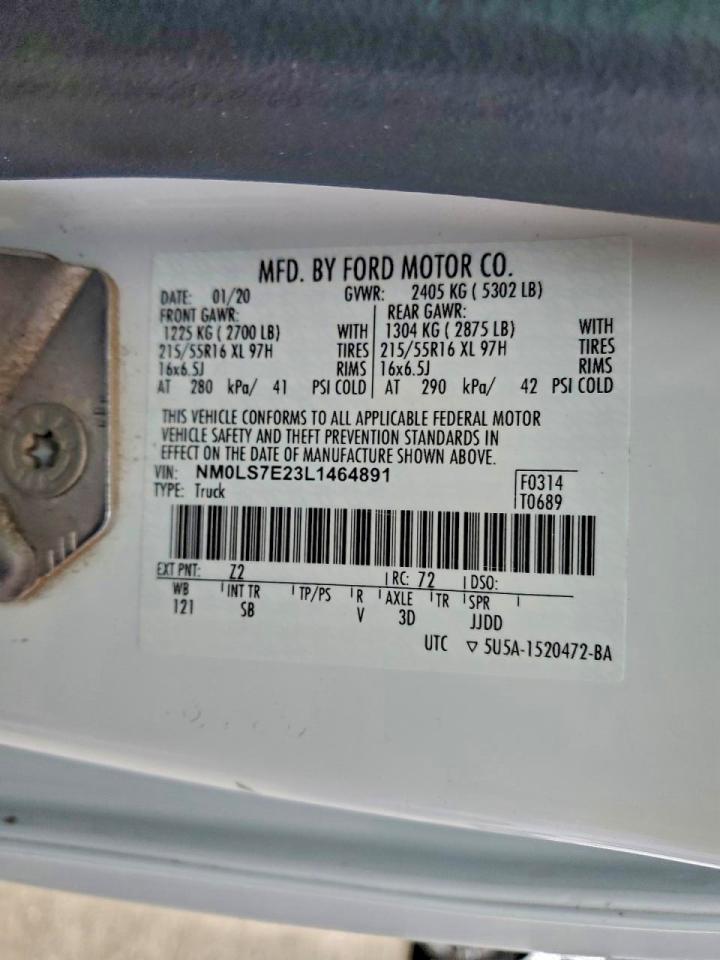 MFD. BY FORD MOTOR CO.
DATE: 01/20 GVWR: 2405 KG ( 5302 LB)
FRONT GAWR: REAR GAWR:
1225 KG ( 2700 LB) WITH 1304 KG ( 2875 LB) WITH
215/55R16 XL 97H TIRES 215/55R16 XL 97H TIRES
16x6.5J RIMS 16x6.5J RIMS
AT 280 kPa/ 41 PSI COLD AT 290 kPa/ 42 PSI COLD
THIS VEHICLE CONFORMS TO ALL APPLICABLE FEDERAL MOTOR
VEHICLE SAFETY AND THEFT PREVENTION STANDARDS IN
EFFECT ON THE DATE OF MANUFACTURE SHOWN ABOVE.
VIN: NM0LS7E23L1464891 F0314
TYPE: Truck T0689
EXT PNT: Z2 RC: 72 DSO:
WB INT TR TP/PS R AXLE TR SPR
121 SB V 3D JJDD
UTC ▽ 5U5A-1520472-BA